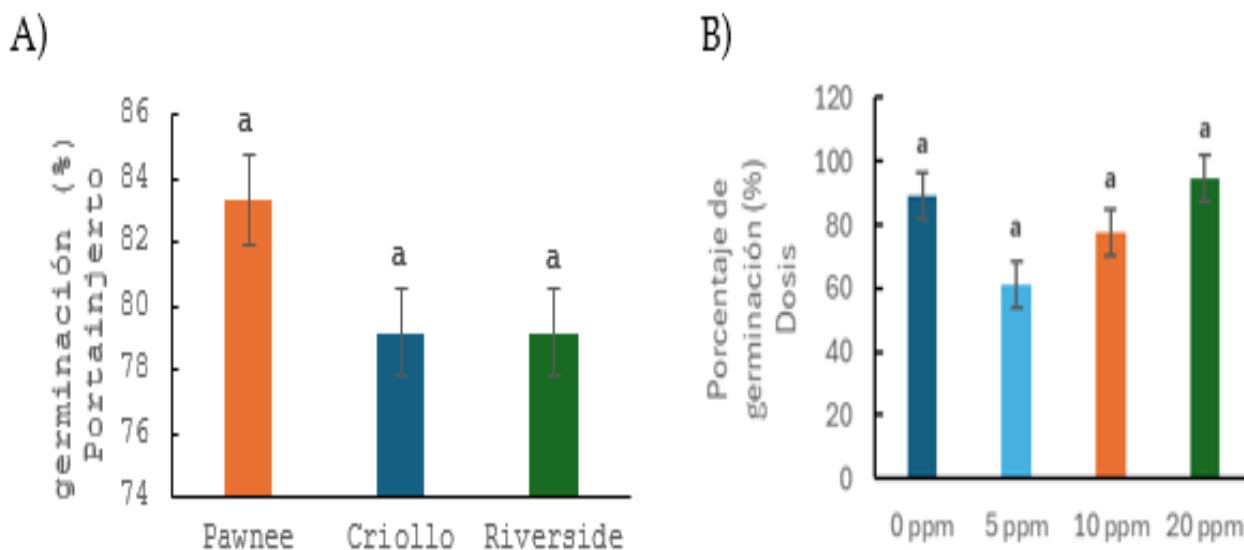 A)
germinación (%)
Portainjerto
86
84
82
80
78
76
74
a
a
a
Pawnee
Criollo
Riverside
B)
Porcentaje de
germinación (%)
Dosis
120
100
80
60
40
20
0
a
a
a
a
0 ppm
5 ppm
10 ppm
20 ppm